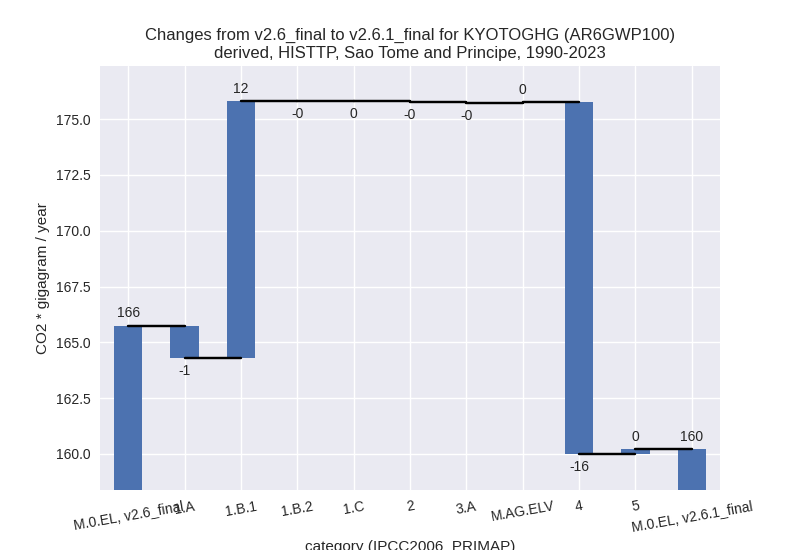 Changes from v2.6_final to v2.6.1_final for KYOTOGHG (AR6GWP100)
derived, HISTTP, Sao Tome and Principe, 1990-2023
CO2 * gigagram / year
175.0
172.5
170.0
167.5
165.0
162.5
160.0
166
-1
12
-0
0
-0
-0
0
-16
0
160
M.0.EL, v2.6_final
1.A
1.B.1
1.B.2
1.C
2
3.A
M.AG.ELV
4
5
M.0.EL, v2.6.1_final
category (IPCC2006_PRIMAP)